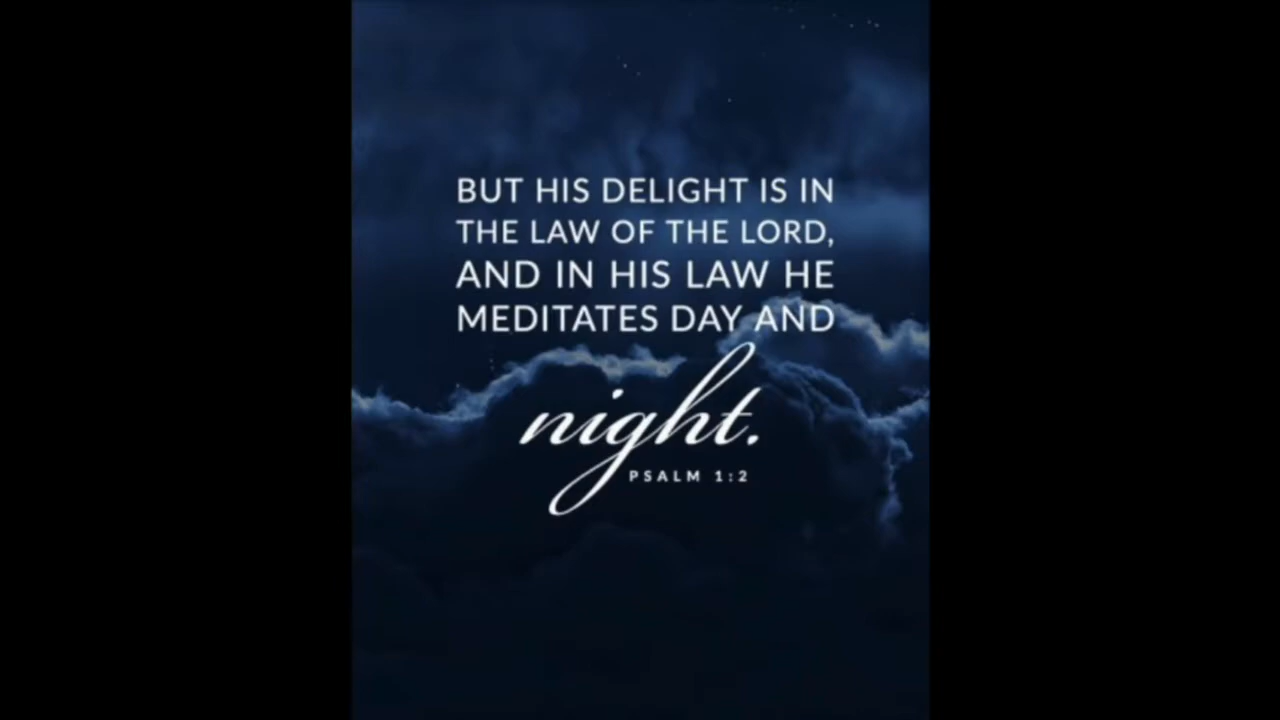 BUT HIS DELIGHT IS IN
THE LAW OF THE LORD,
AND IN HIS LAW HE
MEDITATES DAY AND
night.
PSALM 1:2